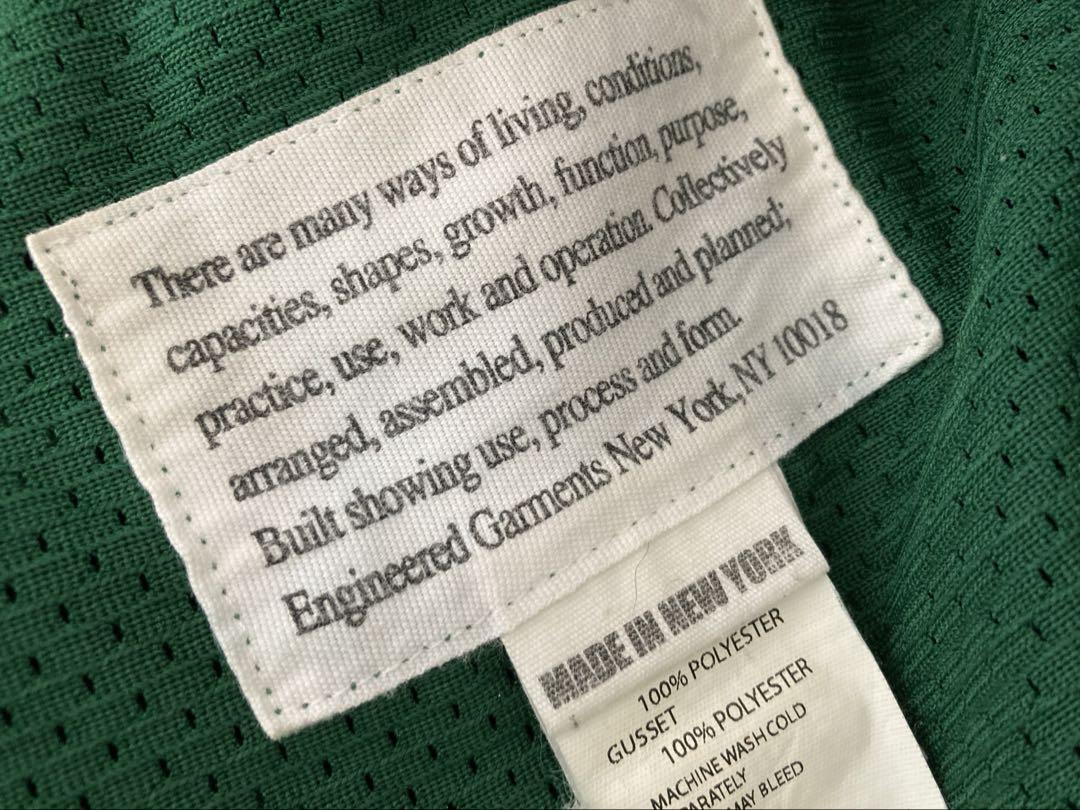 There are many ways of living, conditions,
capacities, shapes, growth, function, purpose,
practice, use, work and operation. Collectively
arranged, assembled, produced and planned;
Built showing use, process and form.
Engineered Garments New York, NY 10018
MADE IN NEW YORK
100% POLYESTER
GUSSET
100% POLYESTER
MACHINE WASH COLD
MAY BLEED